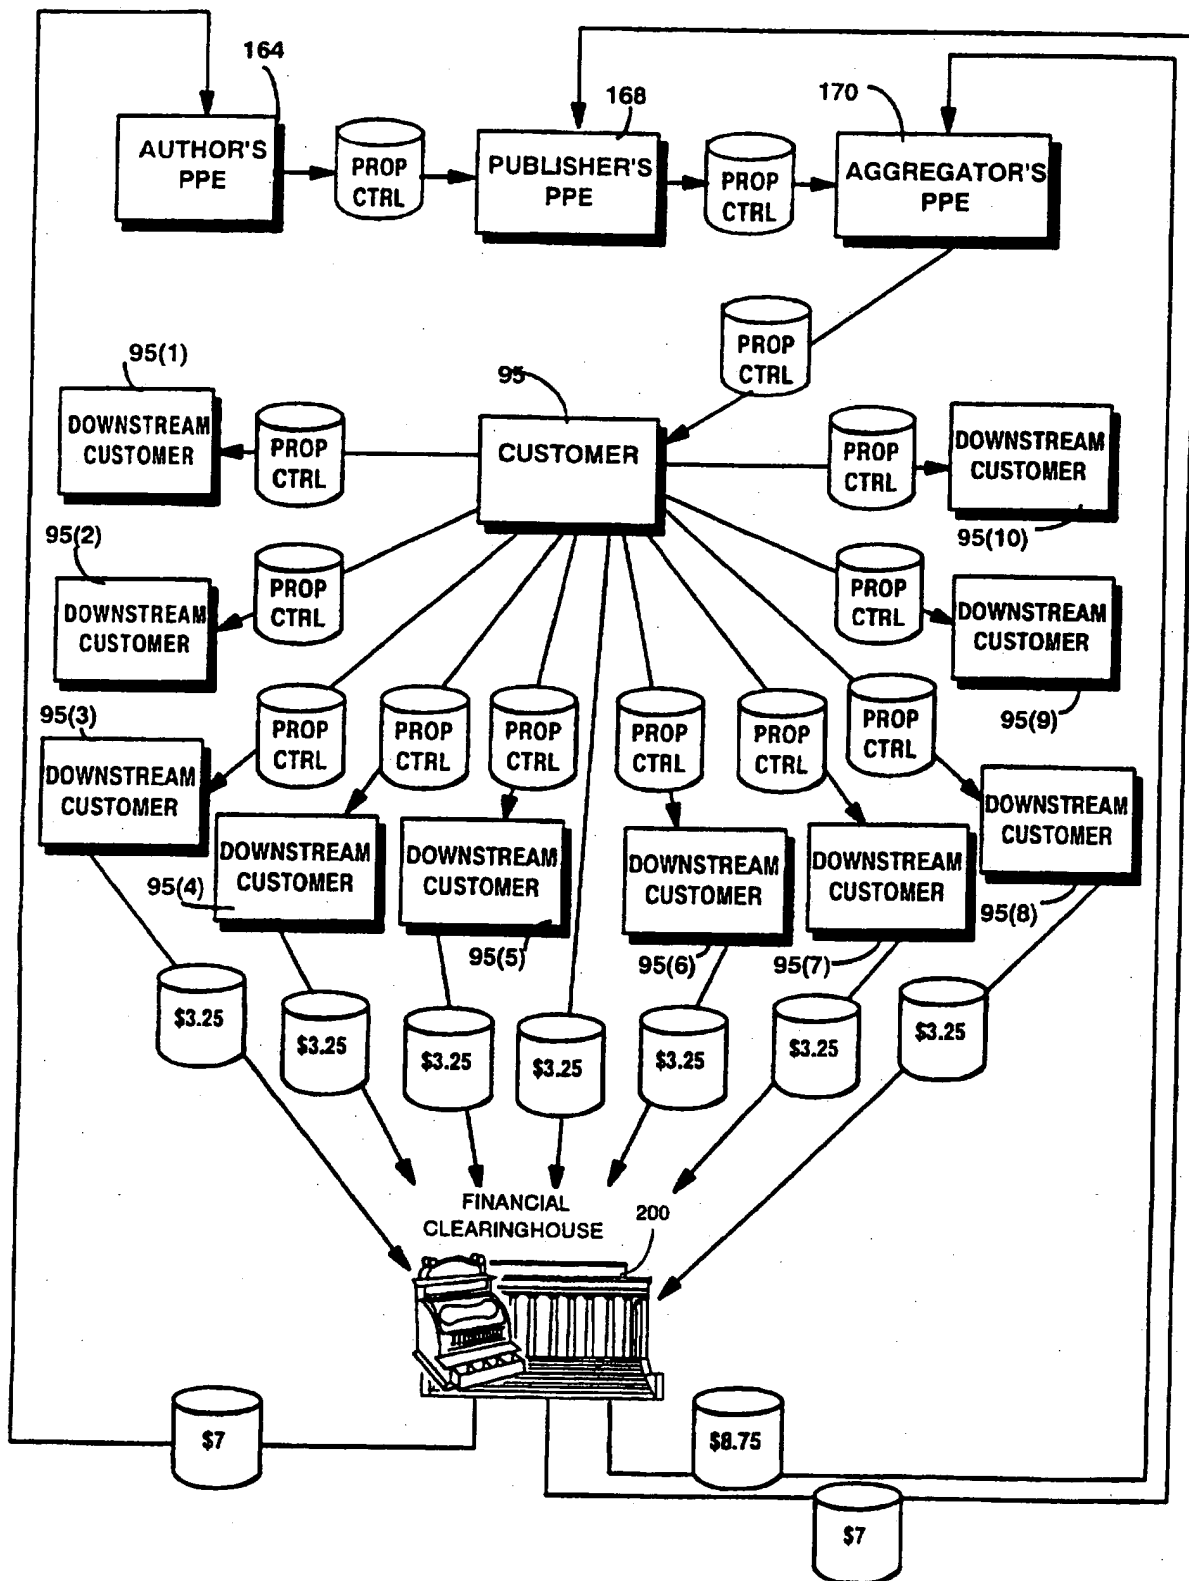 164
168
170
AUTHOR'S
PPE
PROP
CTRL
PUBLISHER'S
PPE
PROP
CTRL
AGGREGATOR'S
PPE
PROP
CTRL
95(1)
95
DOWNSTREAM
CUSTOMER
PROP
CTRL
CUSTOMER
PROP
CTRL
DOWNSTREAM
CUSTOMER
95(10)
95(2)
DOWNSTREAM
CUSTOMER
PROP
CTRL
PROP
CTRL
DOWNSTREAM
CUSTOMER
95(9)
95(3)
DOWNSTREAM
CUSTOMER
PROP
CTRL
PROP
CTRL
PROP
CTRL
PROP
CTRL
PROP
CTRL
PROP
CTRL
DOWNSTREAM
CUSTOMER
95(8)
95(4)
DOWNSTREAM
CUSTOMER
DOWNSTREAM
CUSTOMER
95(5)
DOWNSTREAM
CUSTOMER
95(6)
DOWNSTREAM
CUSTOMER
95(7)
$3.25
$3.25
$3.25
$3.25
$3.25
$3.25
$3.25
FINANCIAL
CLEARINGHOUSE
200
$7
$8.75
$7